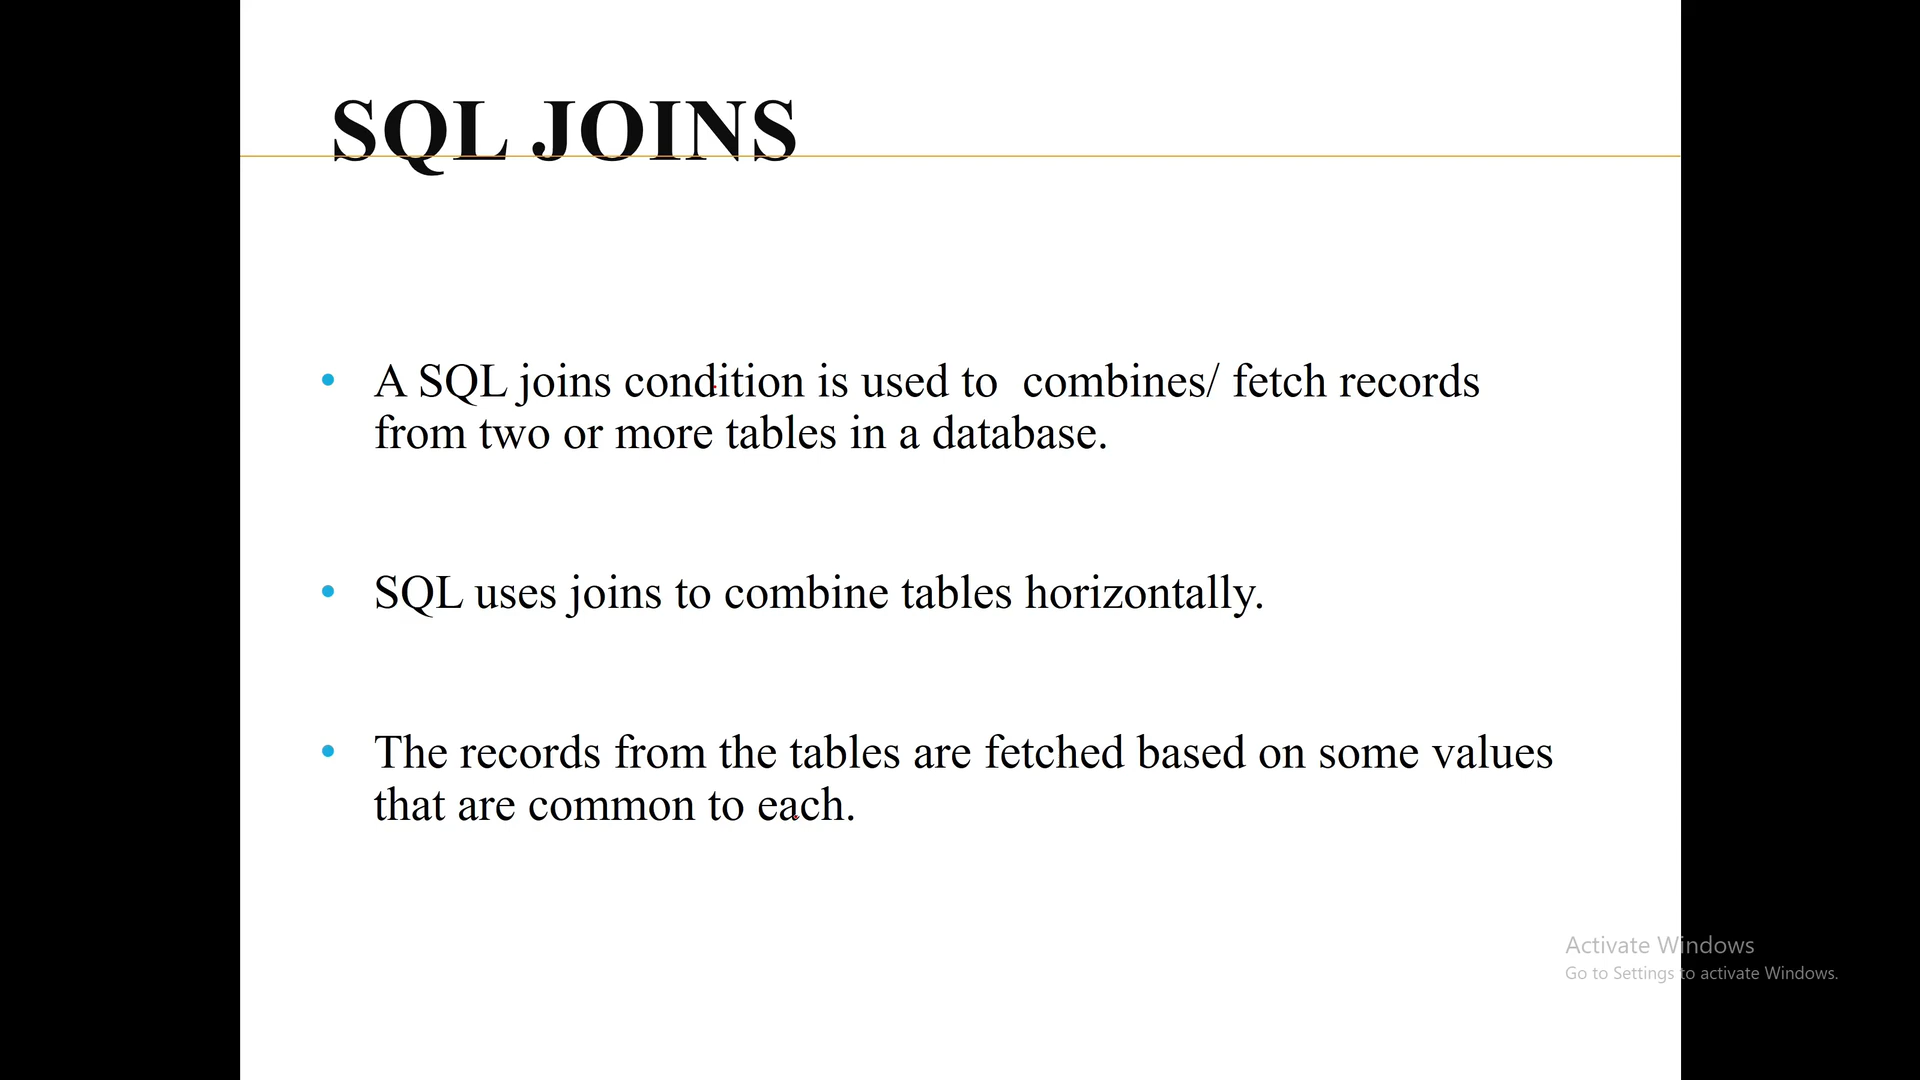 SQL JOINS
• A SQL joins condition is used to  combines/ fetch records
from two or more tables in a database.
• SQL uses joins to combine tables horizontally.
• The records from the tables are fetched based on some values
that are common to each.
Activate Windows
Go to Settings to activate Windows.